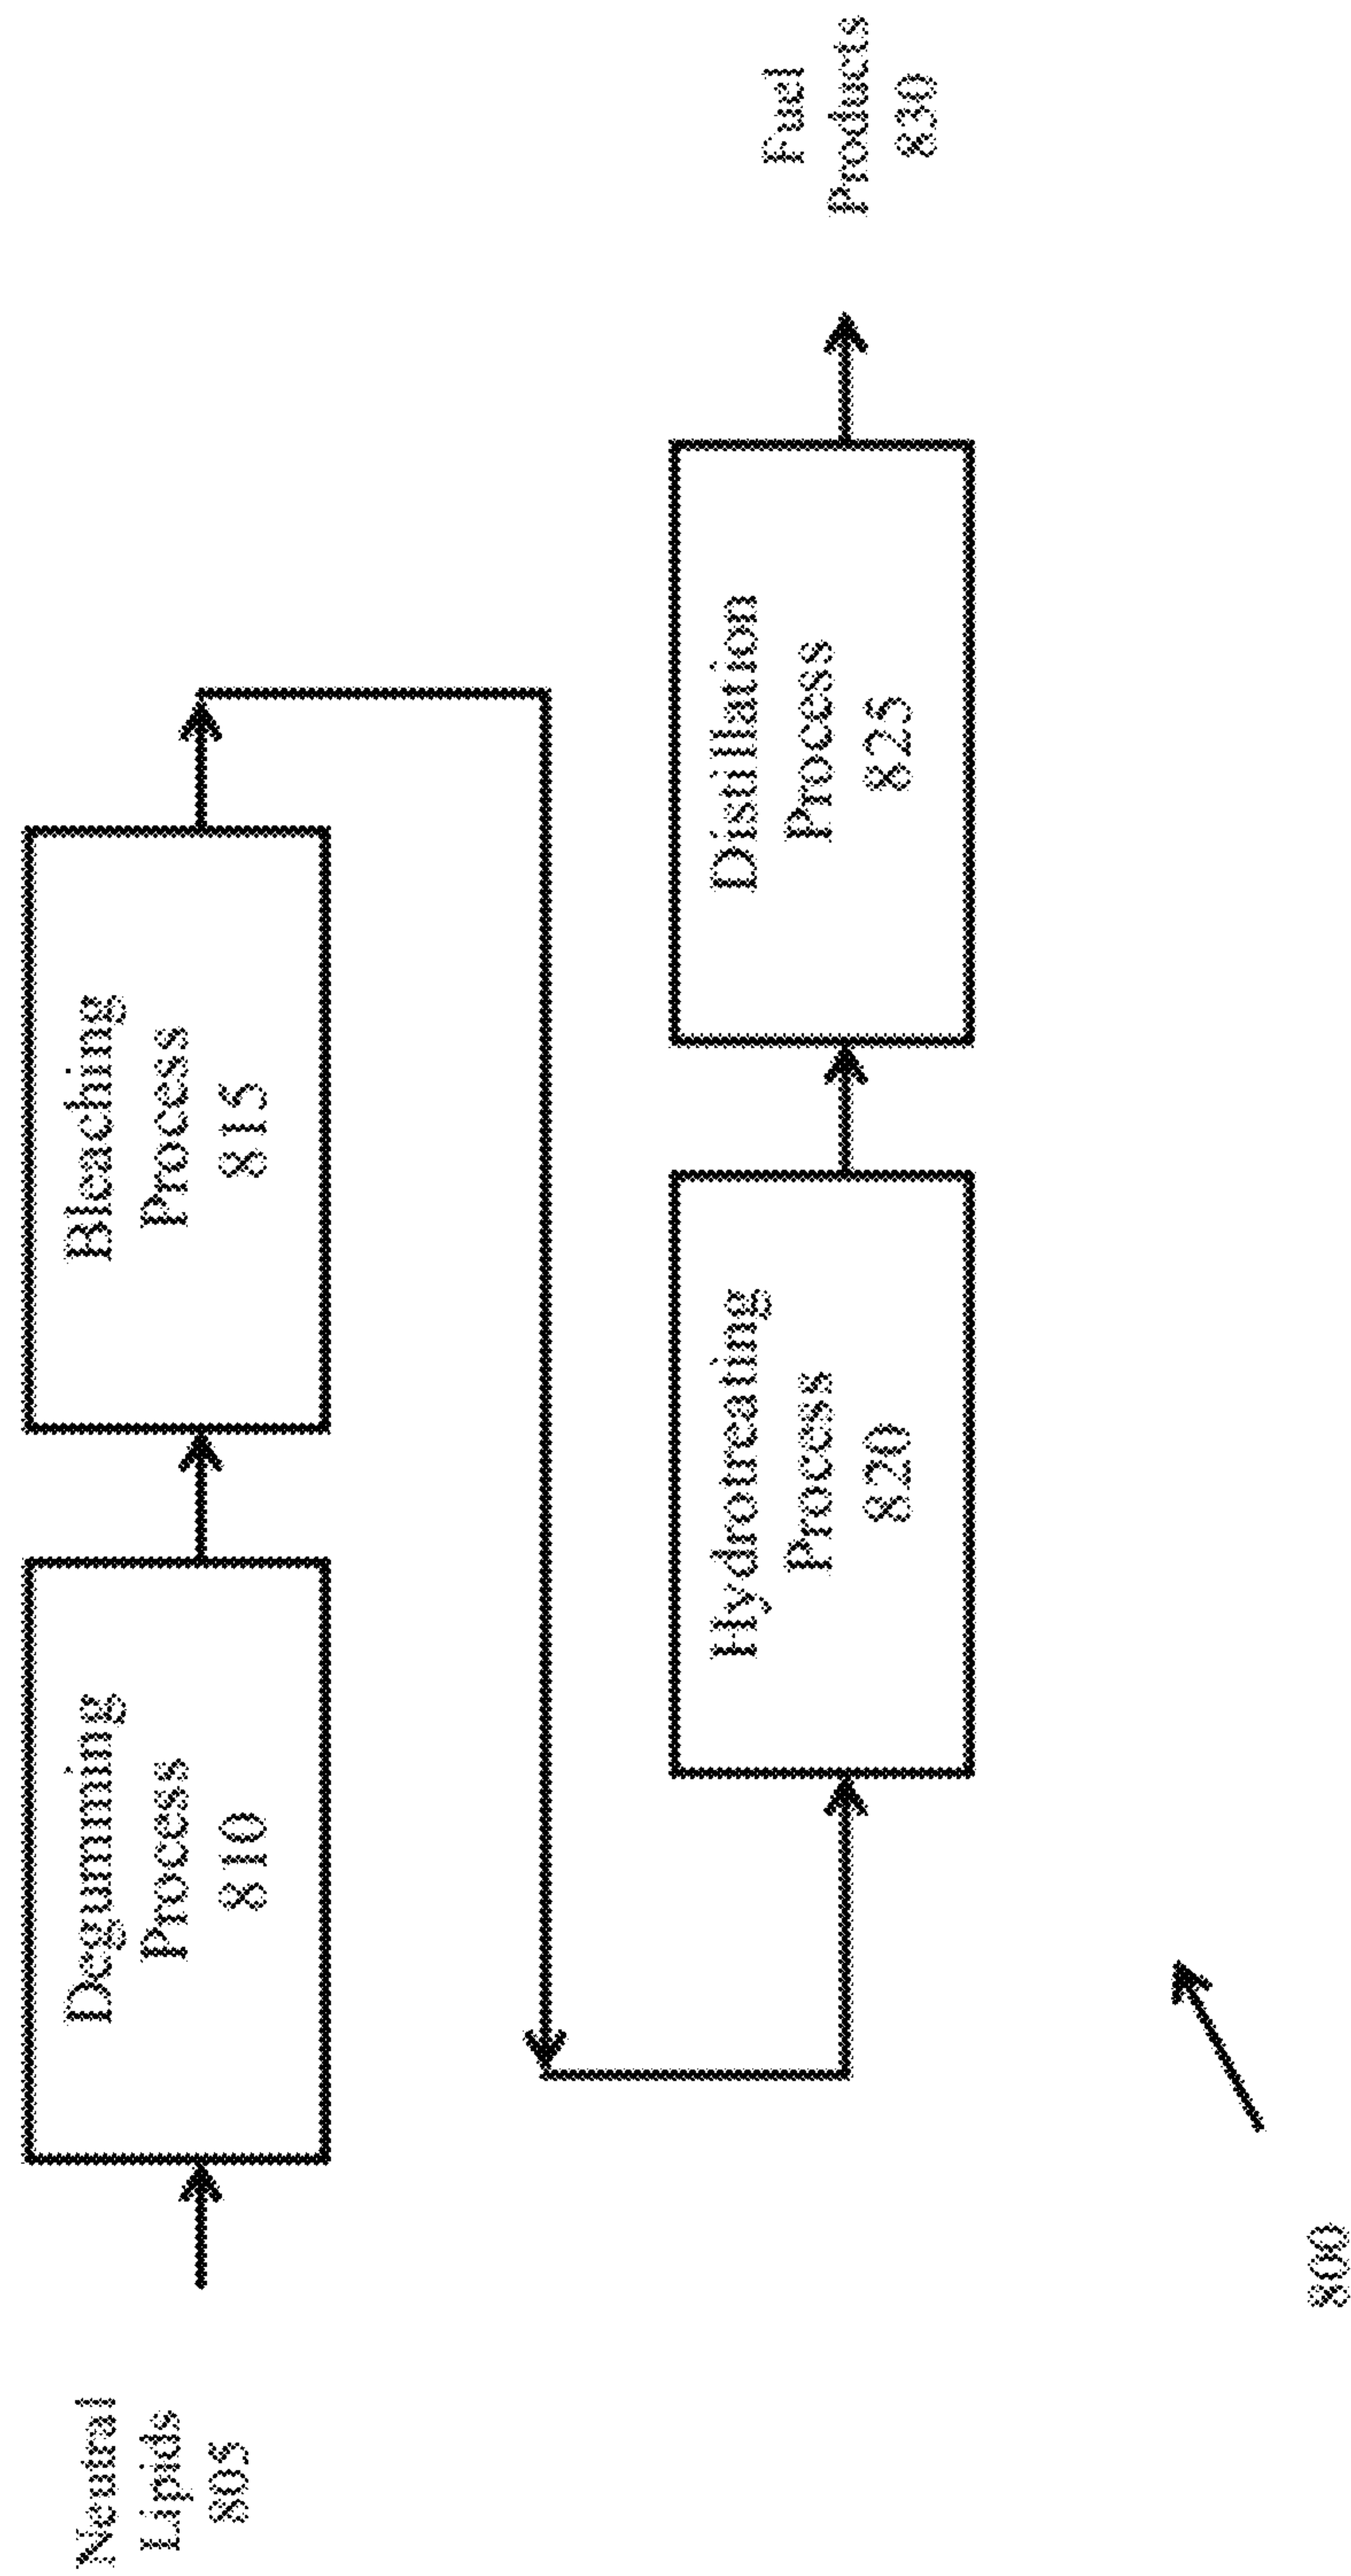 Neutral
Lipids
805
Degumming
Process
810
Bleaching
Process
815
Hydrotreating
Process
820
Distillation
Process
825
Fuel
Products
830
800